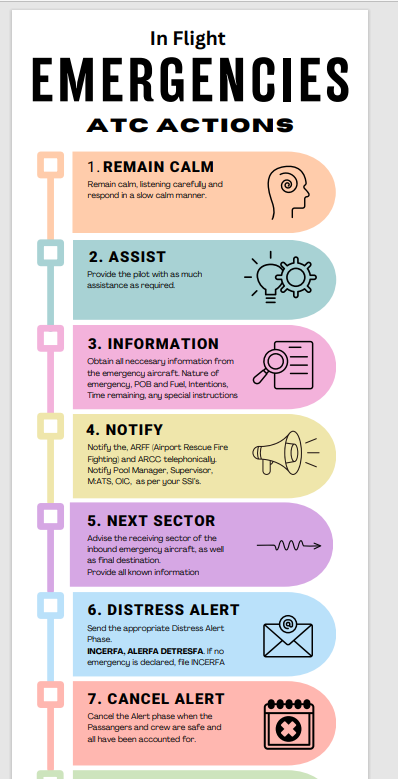 In Flight
EMERGENCIES
ATC ACTIONS
1. REMAIN CALM
Remain calm, listening carefully and
respond in a slow calm manner.
2. ASSIST
Provide the pilot with as much
assistance as required.
3. INFORMATION
Obtain all neccesary information from
the emergency aircraft. Nature of
emergency, POB and Fuel, Intentions,
Time remaining, any special instructions
4. NOTIFY
Notify the, ARFF (Airport Rescue Fire
Fighting) and ARCC telephonically.
Notify Pool Manager, Supervisor,
M:ATS, OIC, as per your SSI's.
5. NEXT SECTOR
Advise the receiving sector of the
inbound emergency aircraft, as well
as final destination.
Provide all known information
6. DISTRESS ALERT
Send the appropriate Distress Alert
Phase.
INCERFA, ALERFA DETRESFA. If no
emergency is declared, file INCERFA
@
7. CANCEL ALERT
Cancel the Alert phase when the
Passangers and crew are safe and
all have been accounted for.